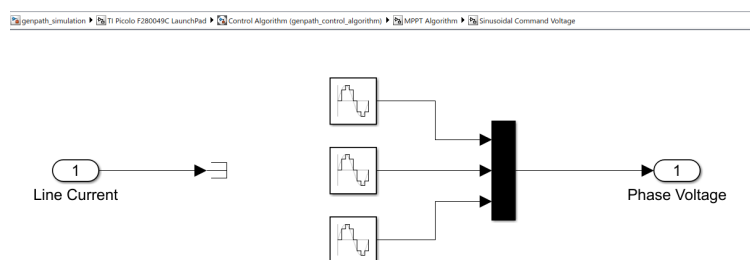 genpath_simulation ▶ TI Picolo F280049C LaunchPad ▶ Control Algorithm (genpath_control_algorithm) ▶ MPPT Algorithm ▶ Sinusoidal Command Voltage
1
Line Current
1
Phase Voltage